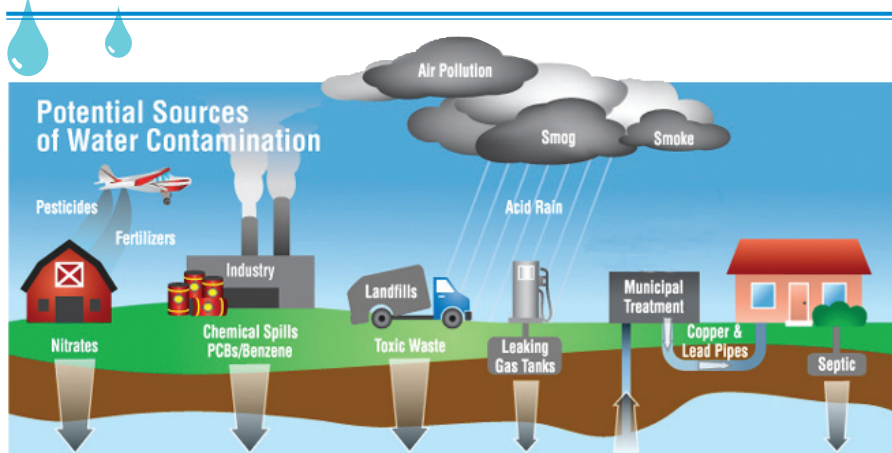 Potential Sources
of Water Contamination
Air Pollution
Smog
Smoke
Pesticides
Fertilizers
Acid Rain
Industry
Landfills
Municipal
Treatment
Nitrates
Chemical Spills
PCBs/Benzene
Toxic Waste
Leaking
Gas Tanks
Copper &
Lead Pipes
Septic